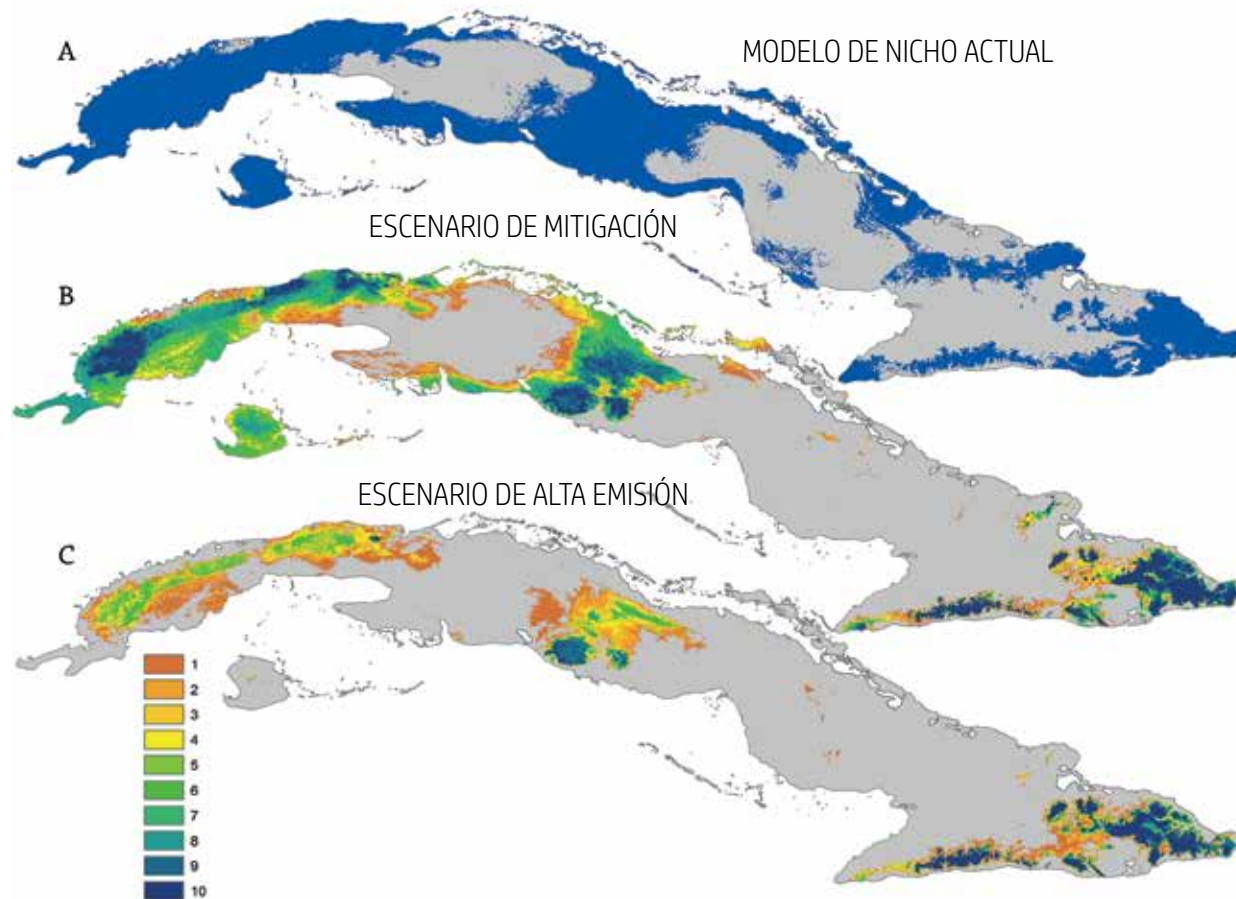 A
MODELO DE NICHO ACTUAL
ESCENARIO DE MITIGACIÓN
B
ESCENARIO DE ALTA EMISIÓN
C
1
2
3
4
5
6
7
8
9
10